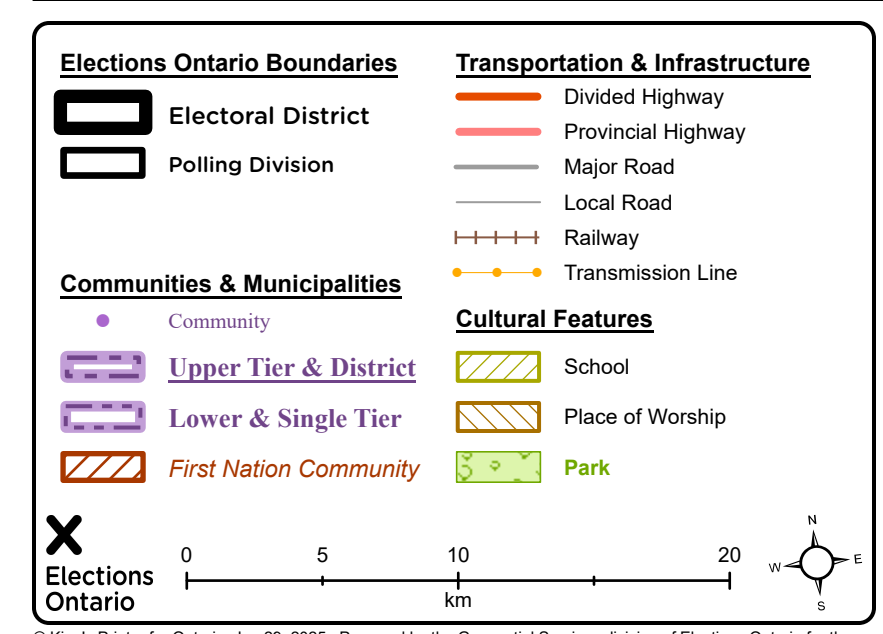 Elections Ontario Boundaries
Electoral District
Polling Division
Communities & Municipalities
Community
Upper Tier & District
Lower & Single Tier
First Nation Community
Transportation & Infrastructure
Divided Highway
Provincial Highway
Major Road
Local Road
Railway
Transmission Line
Cultural Features
School
Place of Worship
Park
Elections
Ontario
0 5 10 20
km
N
W E
S